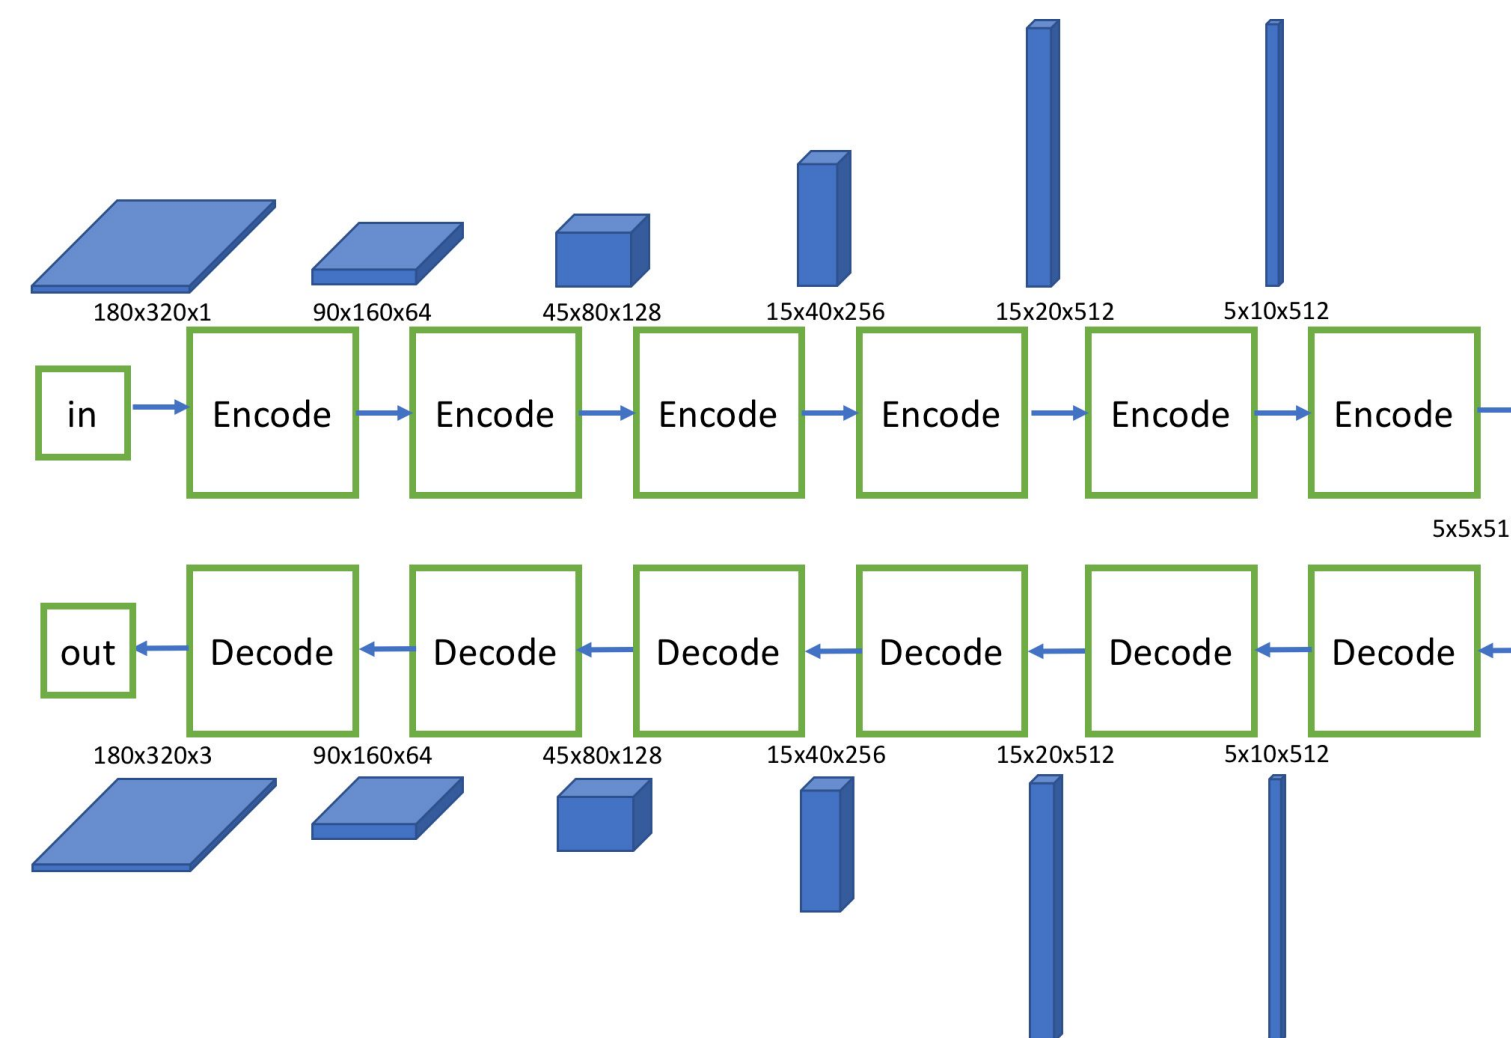 180x320x1 90x160x64 45x80x128 15x40x256 15x20x512 5x10x512
in Encode Encode Encode Encode Encode Encode
5x5x51
out Decode Decode Decode Decode Decode Decode
180x320x3 90x160x64 45x80x128 15x40x256 15x20x512 5x10x512